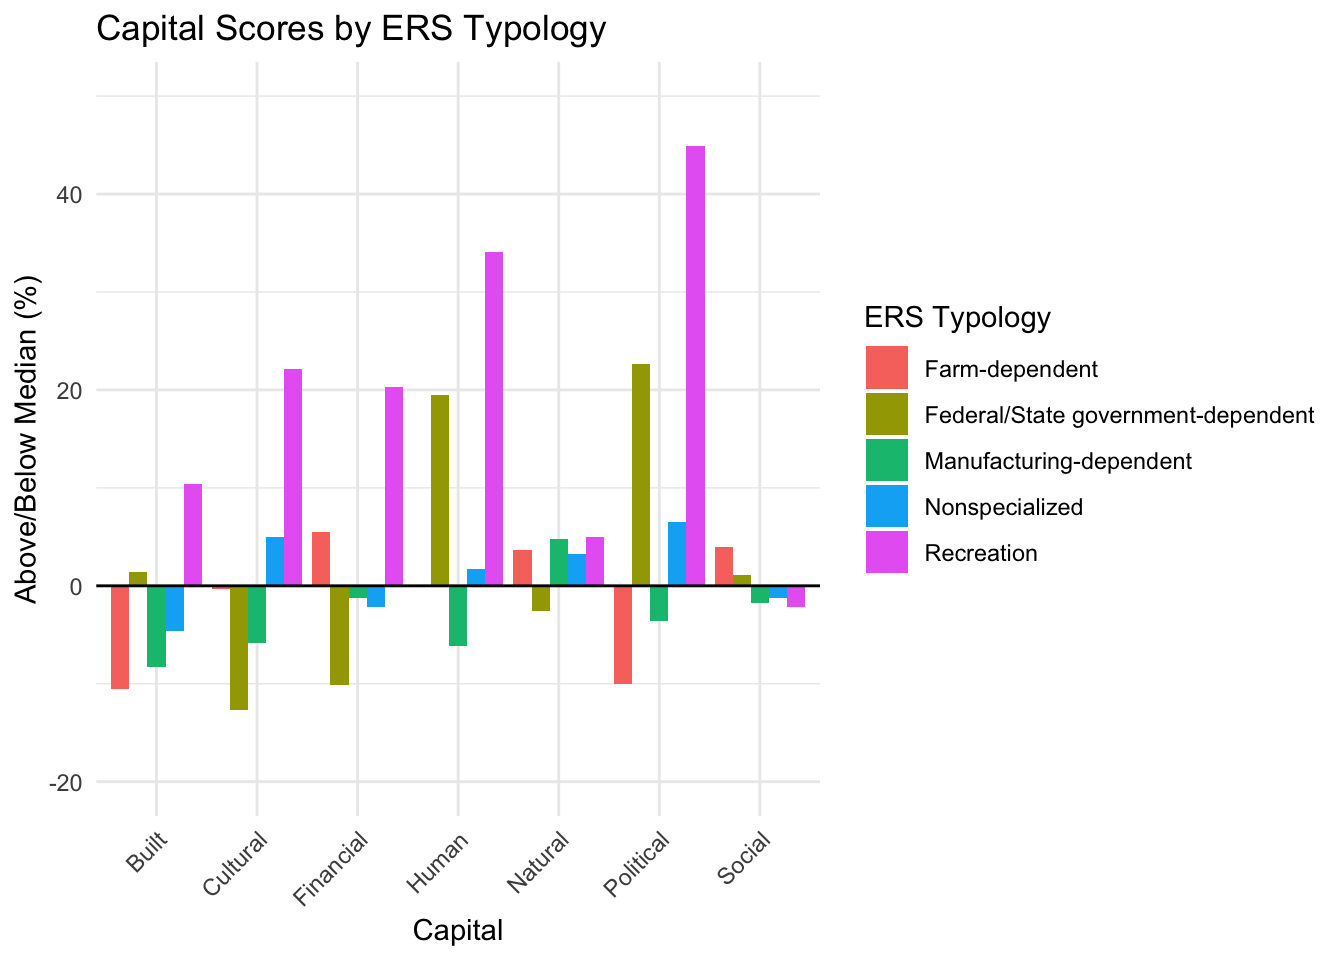 Capital Scores by ERS Typology
Above/Below Median (%)
40
20
0
-20
Built
Cultural
Financial
Human
Natural
Political
Social
Capital
ERS Typology
Farm-dependent
Federal/State government-dependent
Manufacturing-dependent
Nonspecialized
Recreation